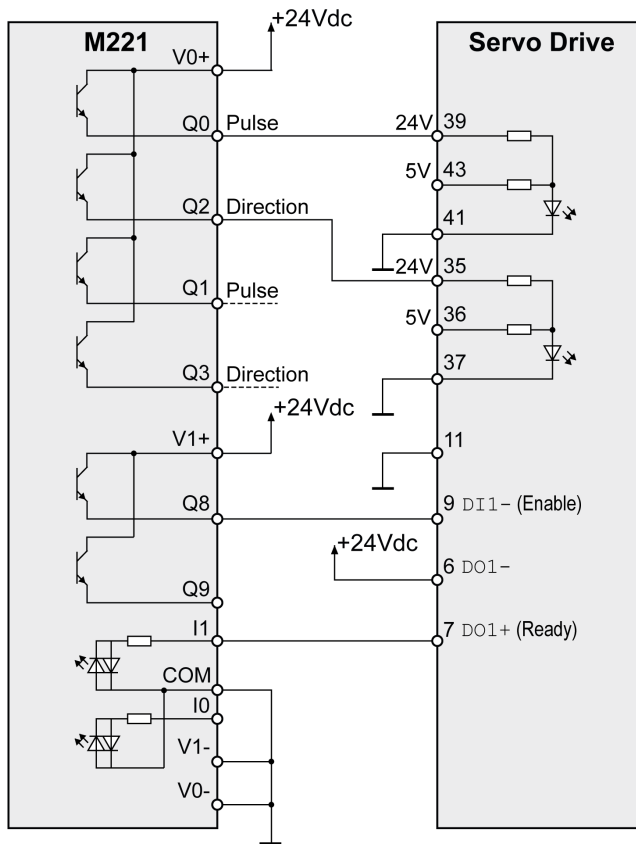 +24Vdc
M221
Servo Drive
V0+
Q0 Pulse
24V 39
5V 43
Q2 Direction
41
24V 35
Q1 Pulse
5V 36
37
Q3 Direction
+24Vdc
V1+
11
Q8
9 DI1- (Enable)
+24Vdc
6 DO1-
Q9
I1
7 DO1+ (Ready)
COM
I0
V1-
V0-